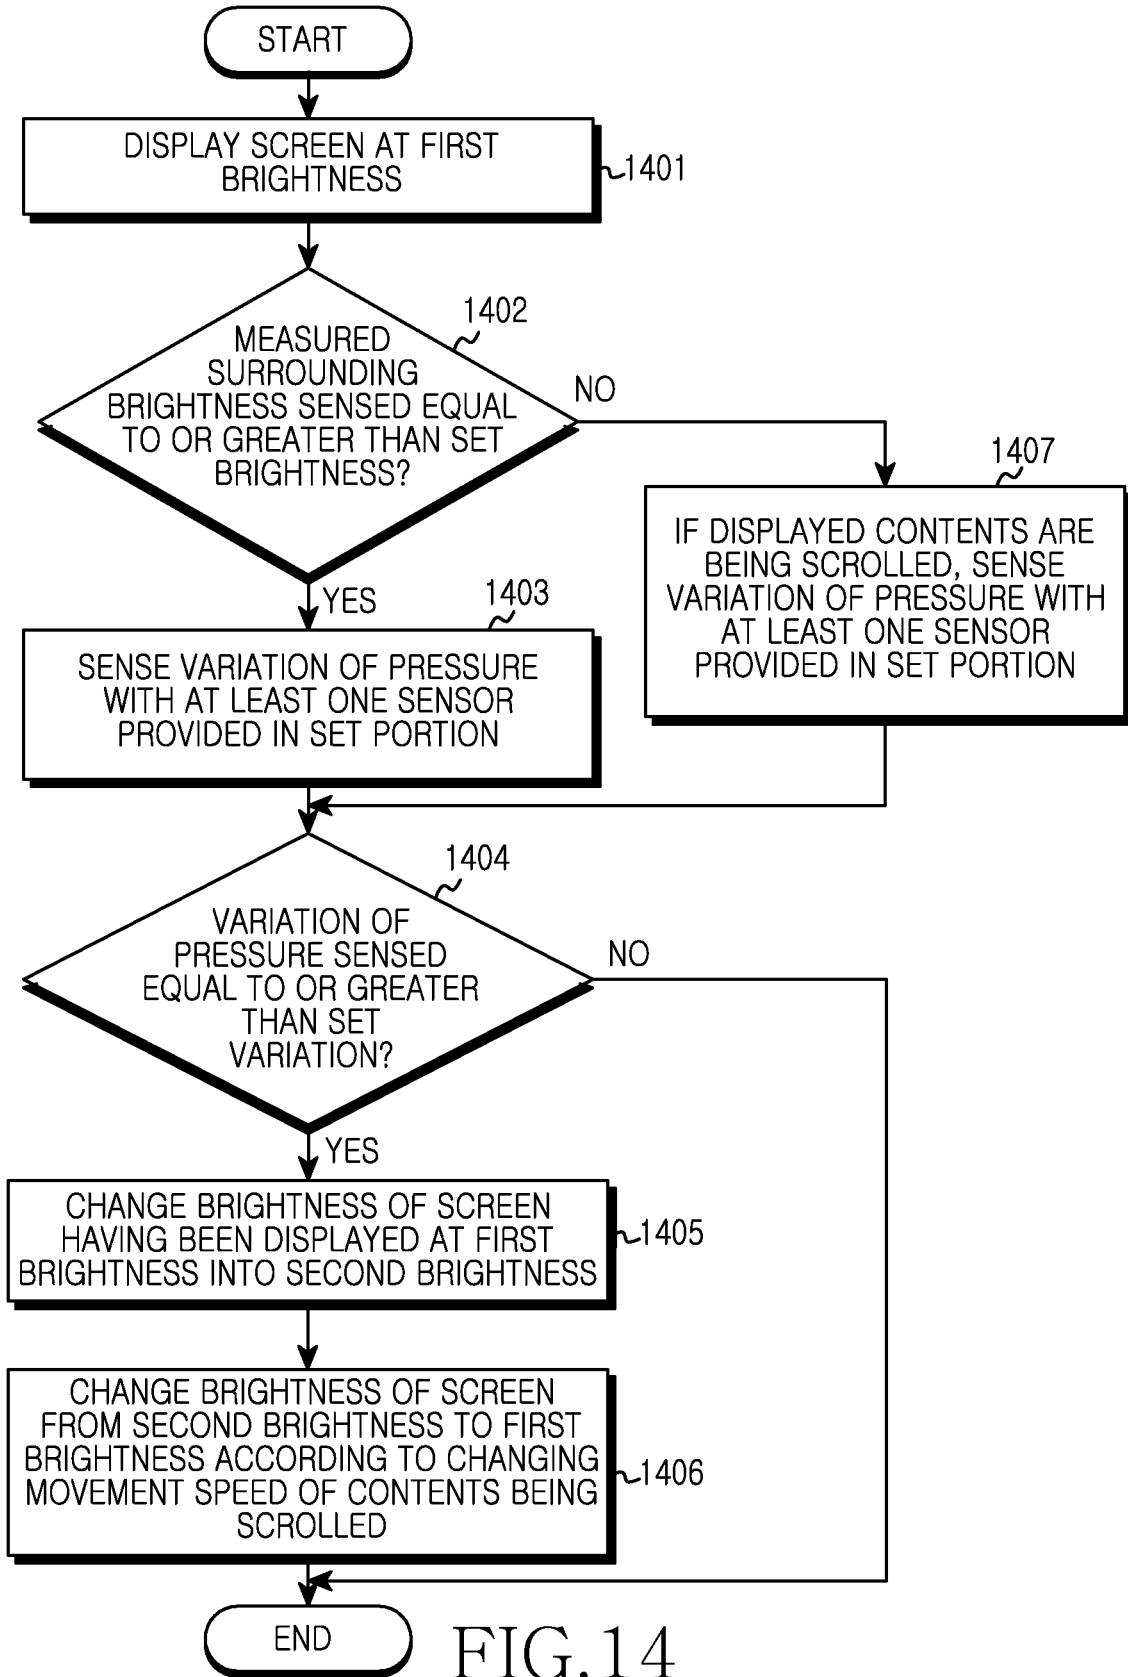 START
DISPLAY SCREEN AT FIRST
BRIGHTNESS
1401
1402
MEASURED
SURROUNDING
BRIGHTNESS SENSED EQUAL
TO OR GREATER THAN SET
BRIGHTNESS?
NO
YES
1407
IF DISPLAYED CONTENTS ARE
BEING SCROLLED, SENSE
VARIATION OF PRESSURE WITH
AT LEAST ONE SENSOR
PROVIDED IN SET PORTION
1403
SENSE VARIATION OF PRESSURE
WITH AT LEAST ONE SENSOR
PROVIDED IN SET PORTION
1404
VARIATION OF
PRESSURE SENSED
EQUAL TO OR GREATER
THAN SET
VARIATION?
NO
YES
CHANGE BRIGHTNESS OF SCREEN
HAVING BEEN DISPLAYED AT FIRST
BRIGHTNESS INTO SECOND BRIGHTNESS
1405
CHANGE BRIGHTNESS OF SCREEN
FROM SECOND BRIGHTNESS TO FIRST
BRIGHTNESS ACCORDING TO CHANGING
MOVEMENT SPEED OF CONTENTS BEING
SCROLLED
1406
END
FIG.14